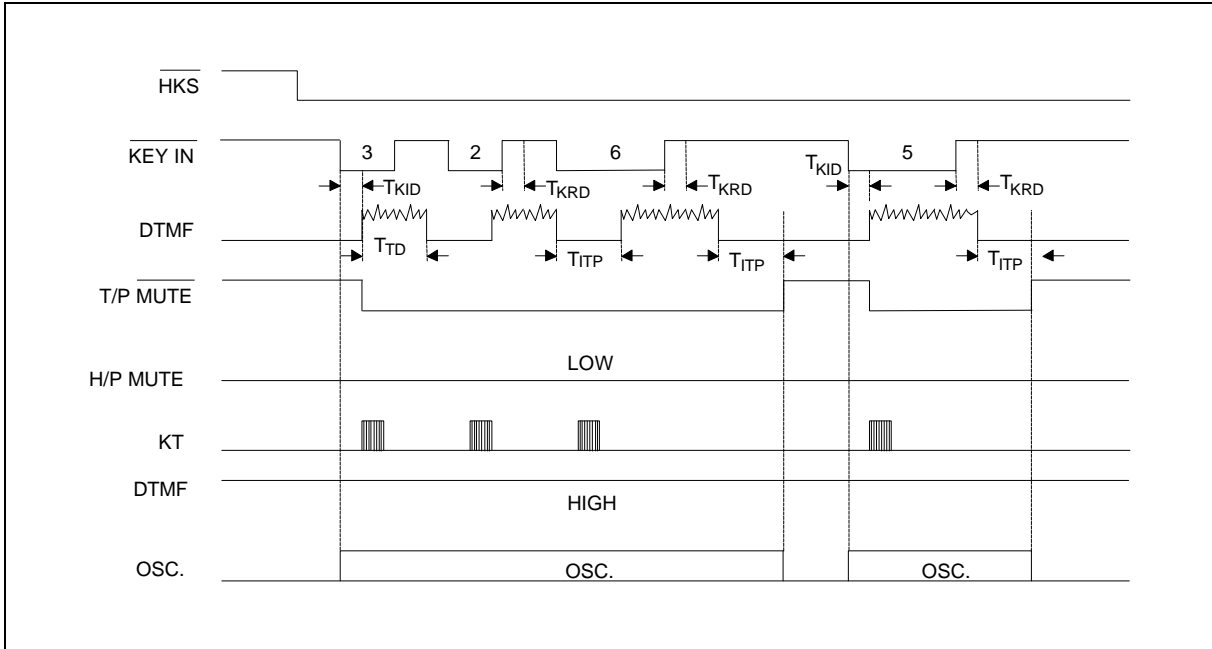 HKS
KEY IN
3
2
6
5
TKID
TKRD
TKRD
TKID
TKRD
DTMF
TTD
TITP
TITP
TITP
T/P MUTE
LOW
H/P MUTE
KT
DTMF
HIGH
OSC.
OSC.
OSC.